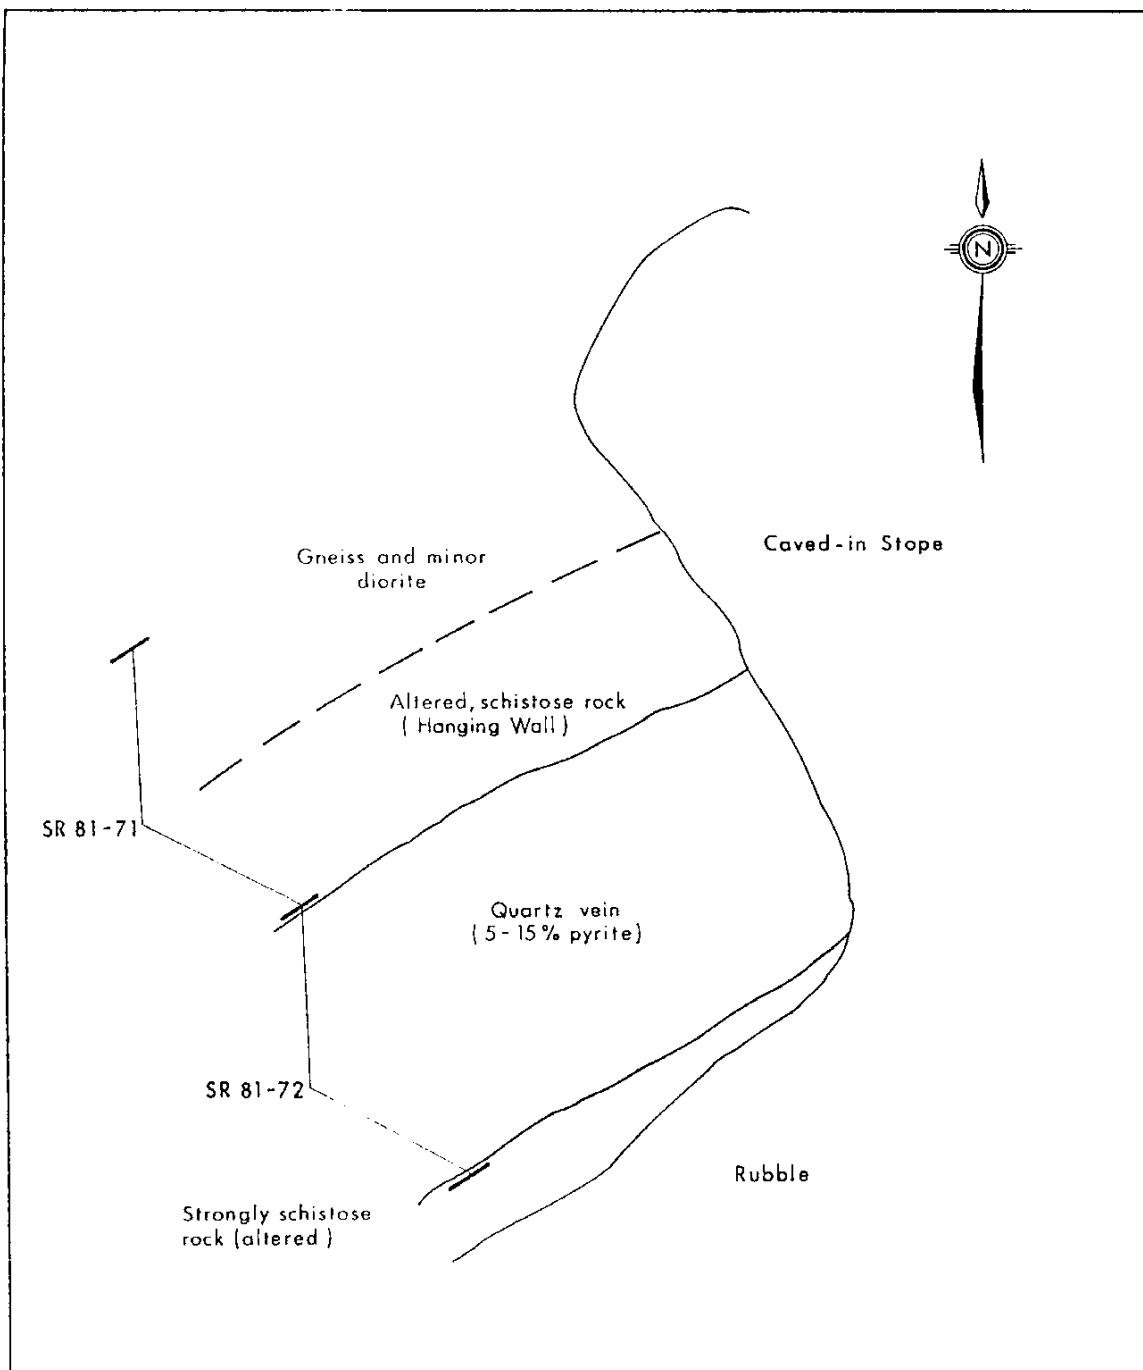 N
Caved-in Stope
Gneiss and minor
diorite
Altered, schistose rock
( Hanging Wall )
SR 81-71
Quartz vein
( 5-15% pyrite)
SR 81-72
Rubble
Strongly schistose
rock (altered )